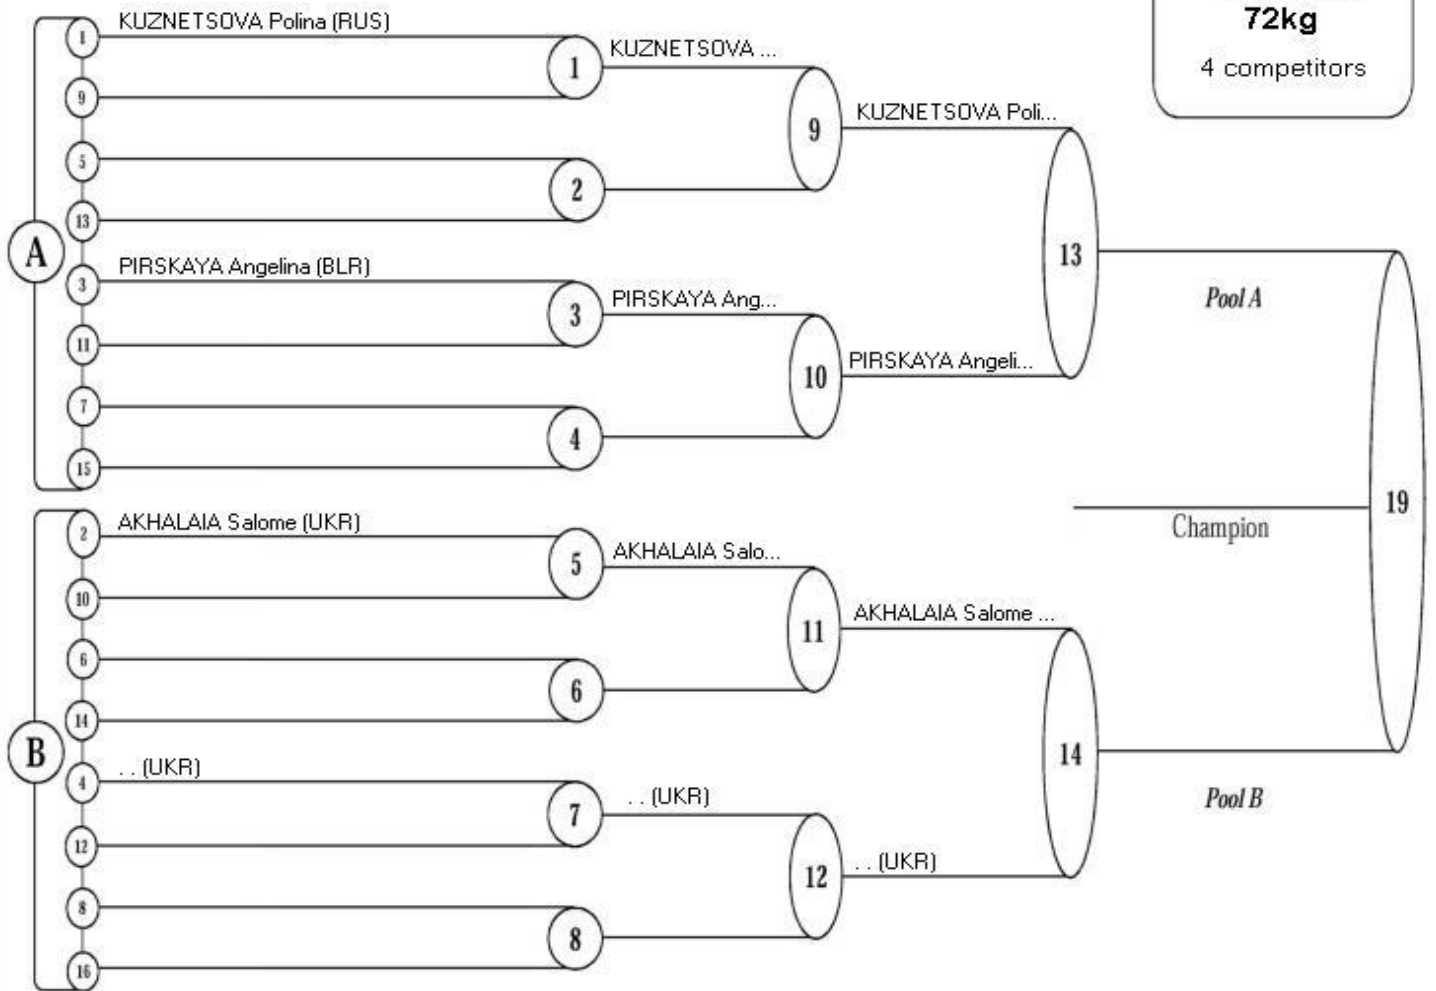 72kg
4 competitors
KUZNETSOVA Polina (RUS)
1
1
KUZNETSOVA ...
9
9
KUZNETSOVA Poli...
5
2
13
A
13
PIRSKAYA Angelina (BLR)
3
3
PIRSKAYA Ang...
Pool A
11
10
PIRSKAYA Angeli...
7
4
15
19
Champion
AKHALAIA Salome (UKR)
2
5
AKHALAIA Salo...
10
11
AKHALAIA Salome ...
6
6
14
B
14
. . (UKR)
4
7
. . (UKR)
Pool B
12
12
. . (UKR)
8
8
16